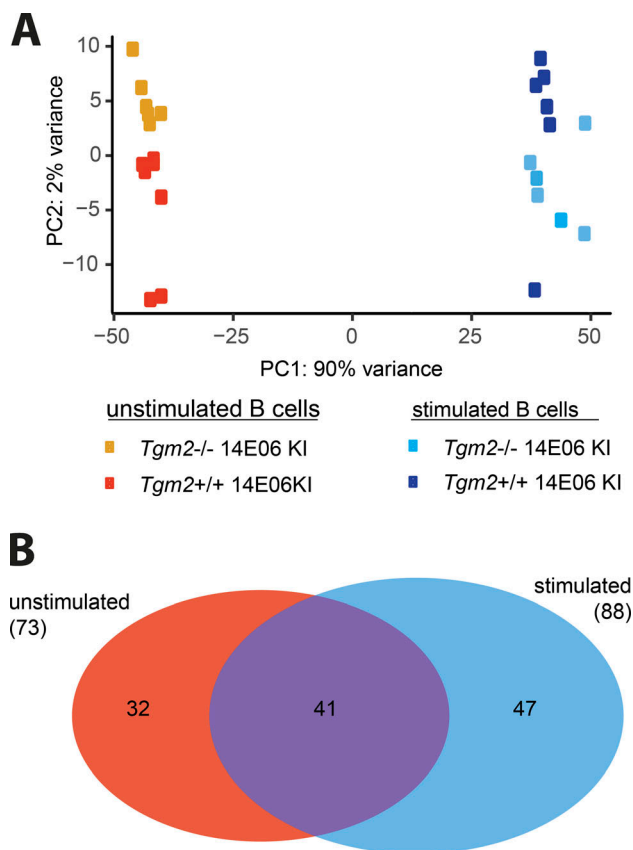 A
10
5
0
−5
−10
PC2: 2% variance
−50 −25 0 25 50
PC1: 90% variance
unstimulated B cells stimulated B cells
Tgm2-/- 14E06 KI Tgm2-/- 14E06 KI
Tgm2+/+ 14E06KI Tgm2+/+ 14E06 KI
B
unstimulated stimulated
(73) (88)
32 41 47